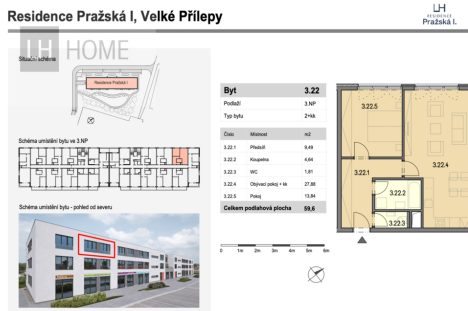 Residence Pražská I, Velké Přílepy
LH
RESIDENCE
Pražská I.
LH HOME
Situační schéma
Residence Pražská I
Schéma umístění bytu ve 3.NP
Schéma umístění bytu - pohled od severu
Byt 3.22
Podlaží 3.NP
Typ bytu 2+kk
Číslo Místnost m2
3.22.1 Předsíň 9,49
3.22.2 Koupelna 4,64
3.22.3 WC 1,81
3.22.4 Obývací pokoj + kk 27,88
3.22.5 Pokoj 13,84
Celkem podlahová plocha 59,6
0 1m 2m 3m 4m 5m 6m
3.22.5
3.22.4
3.22.1
3.22.2
3.22.3